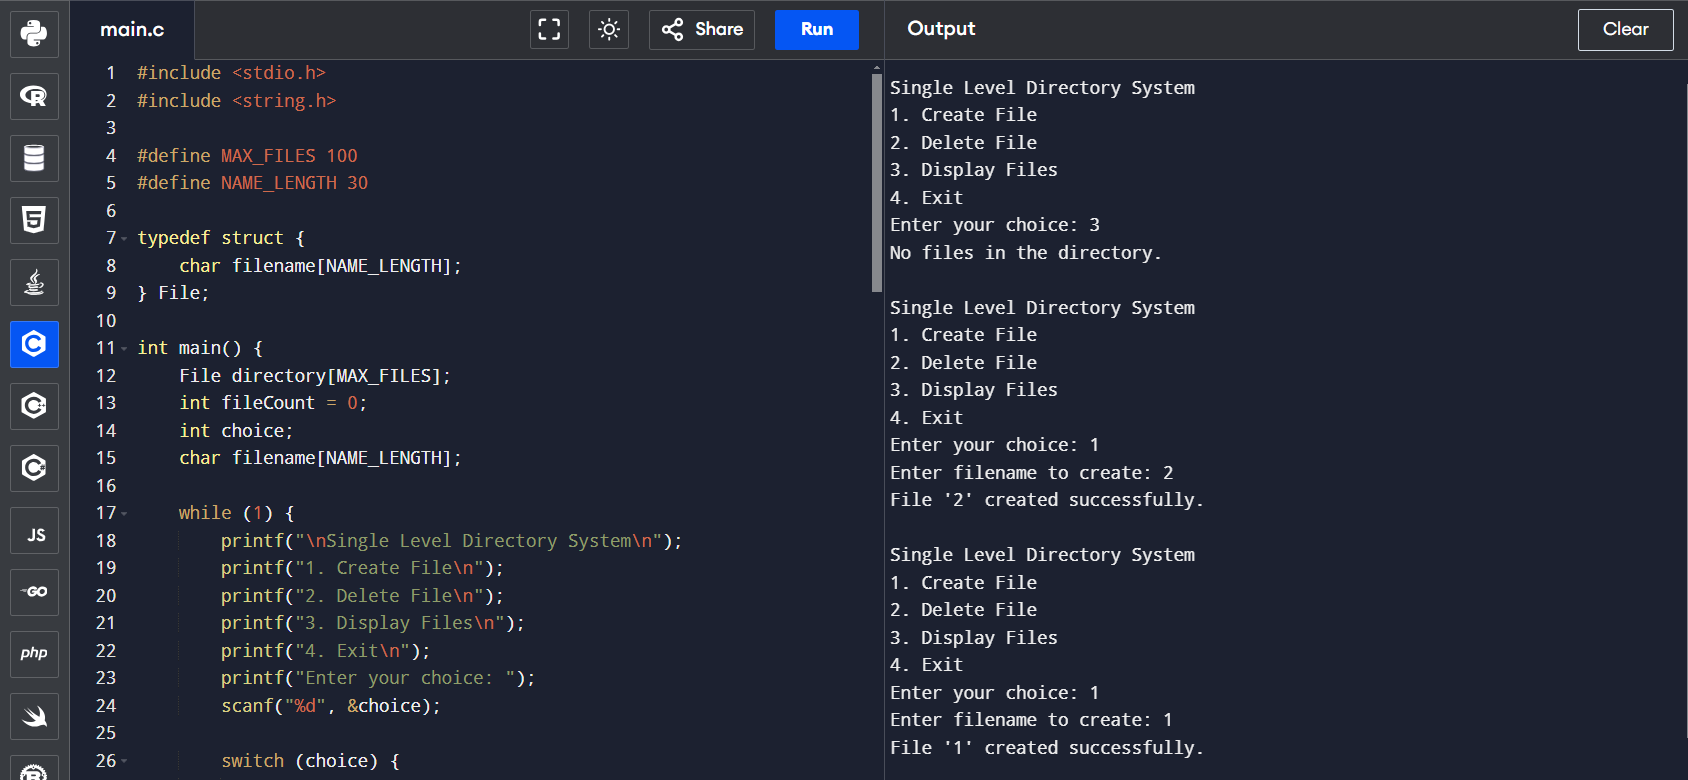 main.c
Share
Run
Output
Clear
1 #include <stdio.h>
2 #include <string.h>
3
4 #define MAX_FILES 100
5 #define NAME_LENGTH 30
6
7 typedef struct {
8     char filename[NAME_LENGTH];
9 } File;
10
11 int main() {
12     File directory[MAX_FILES];
13     int fileCount = 0;
14     int choice;
15     char filename[NAME_LENGTH];
16
17     while (1) {
18         printf("\nSingle Level Directory System\n");
19         printf("1. Create File\n");
20         printf("2. Delete File\n");
21         printf("3. Display Files\n");
22         printf("4. Exit\n");
23         printf("Enter your choice: ");
24         scanf("%d", &choice);
25
26         switch (choice) {
Single Level Directory System
1. Create File
2. Delete File
3. Display Files
4. Exit
Enter your choice: 3
No files in the directory.
Single Level Directory System
1. Create File
2. Delete File
3. Display Files
4. Exit
Enter your choice: 1
Enter filename to create: 2
File '2' created successfully.
Single Level Directory System
1. Create File
2. Delete File
3. Display Files
4. Exit
Enter your choice: 1
Enter filename to create: 1
File '1' created successfully.
R
5
C
C
C
JS
GO
php